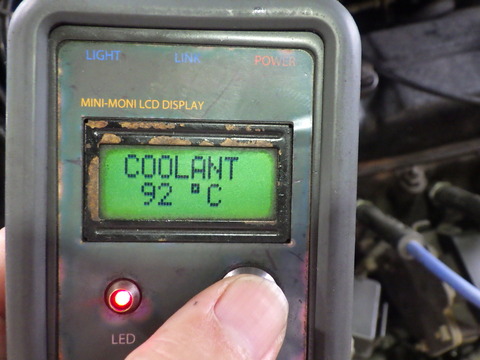 LIGHT LINK POWER
MINI-MONI LCD DISPLAY
COOLANT
92 °C
LED